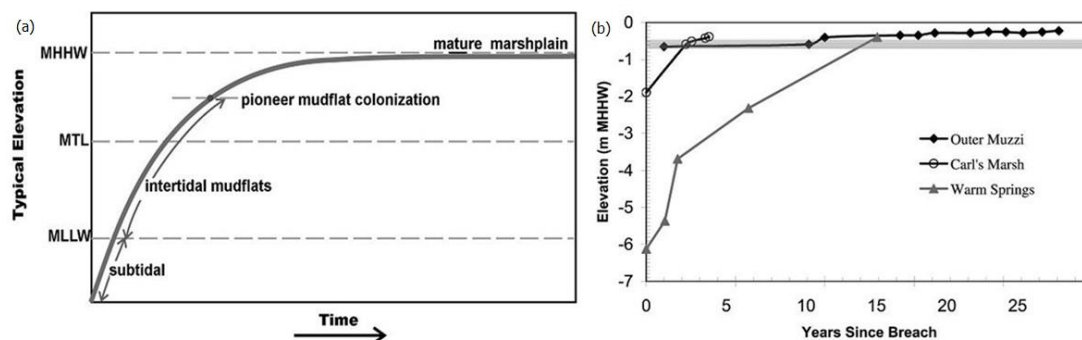 (a)
Typical Elevation
MHHW
MTL
MLLW
mature marshplain
pioneer mudflat colonization
intertidal mudflats
subtidal
Time
(b)
Elevation (m MHHW)
0
-1
-2
-3
-4
-5
-6
-7
Outer Muzzi
Carl's Marsh
Warm Springs
0 5 10 15 20 25
Years Since Breach